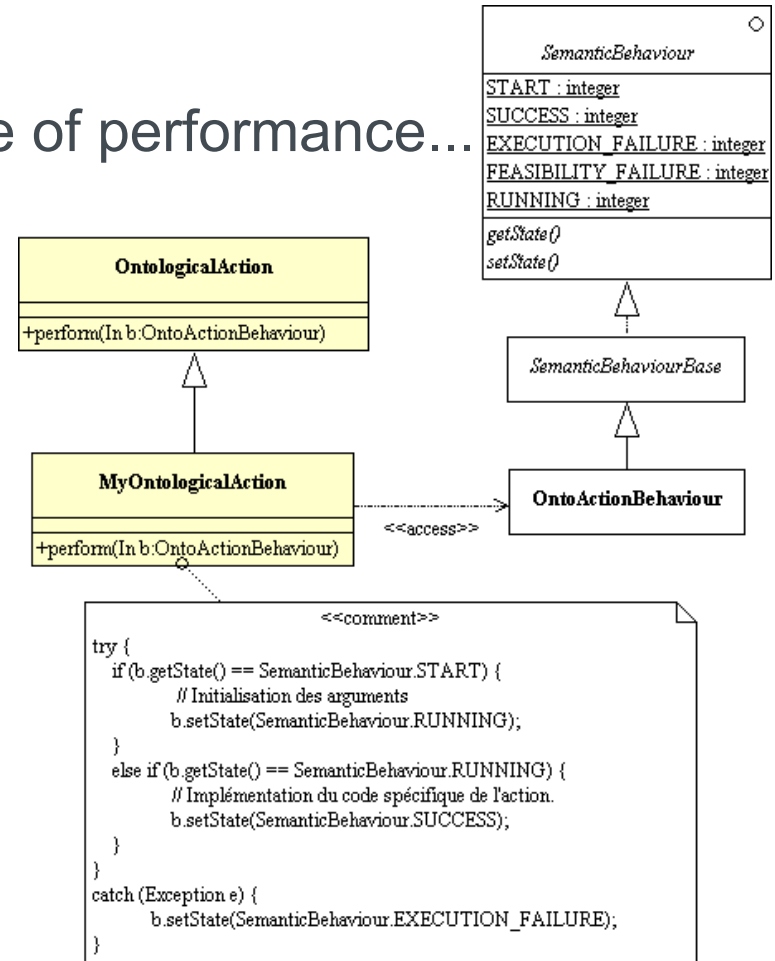 e of performance...
SemanticBehaviour
START : integer
SUCCESS : integer
EXECUTION_FAILURE : integer
FEASIBILITY_FAILURE : integer
RUNNING : integer
getState()
setState()
OntologicalAction
+perform(In b:OntoActionBehaviour)
SemanticBehaviourBase
MyOntologicalAction
+perform(In b:OntoActionBehaviour)
<<access>>
OntoActionBehaviour
<<comment>>
try {
if (b.getState() == SemanticBehaviour.START) {
// Initialisation des arguments
b.setState(SemanticBehaviour.RUNNING);
}
else if (b.getState() == SemanticBehaviour.RUNNING) {
// Implémentation du code spécifique de l'action.
b.setState(SemanticBehaviour.SUCCESS);
}
}
catch (Exception e) {
b.setState(SemanticBehaviour.EXECUTION_FAILURE);
}